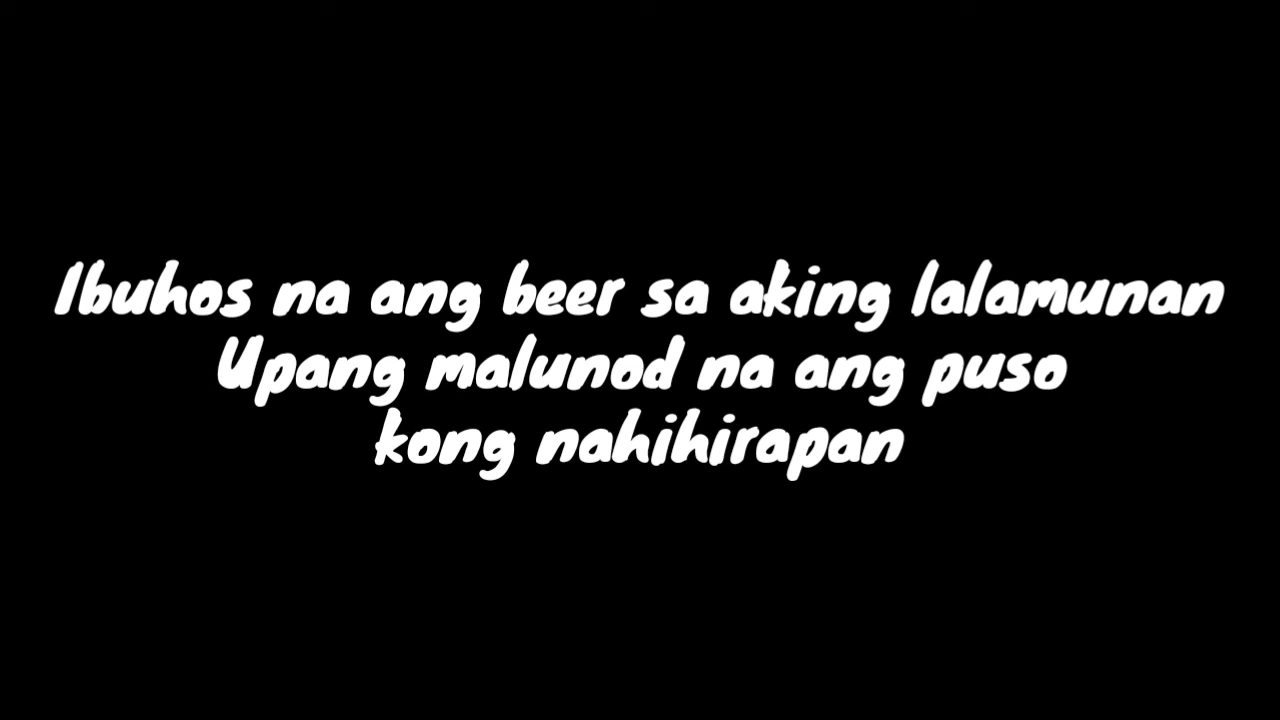 Ibuhos na ang beer sa aking lalamunan
Upang malunod na ang puso
kong nahihirapan